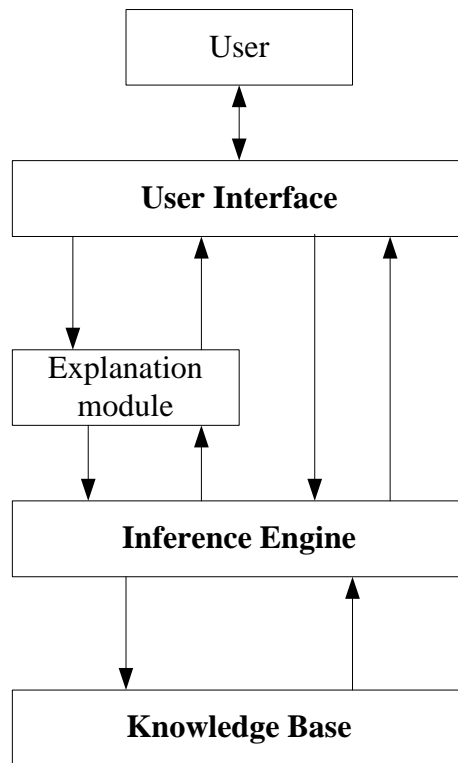 User
User Interface
Explanation
module
Inference Engine
Knowledge Base